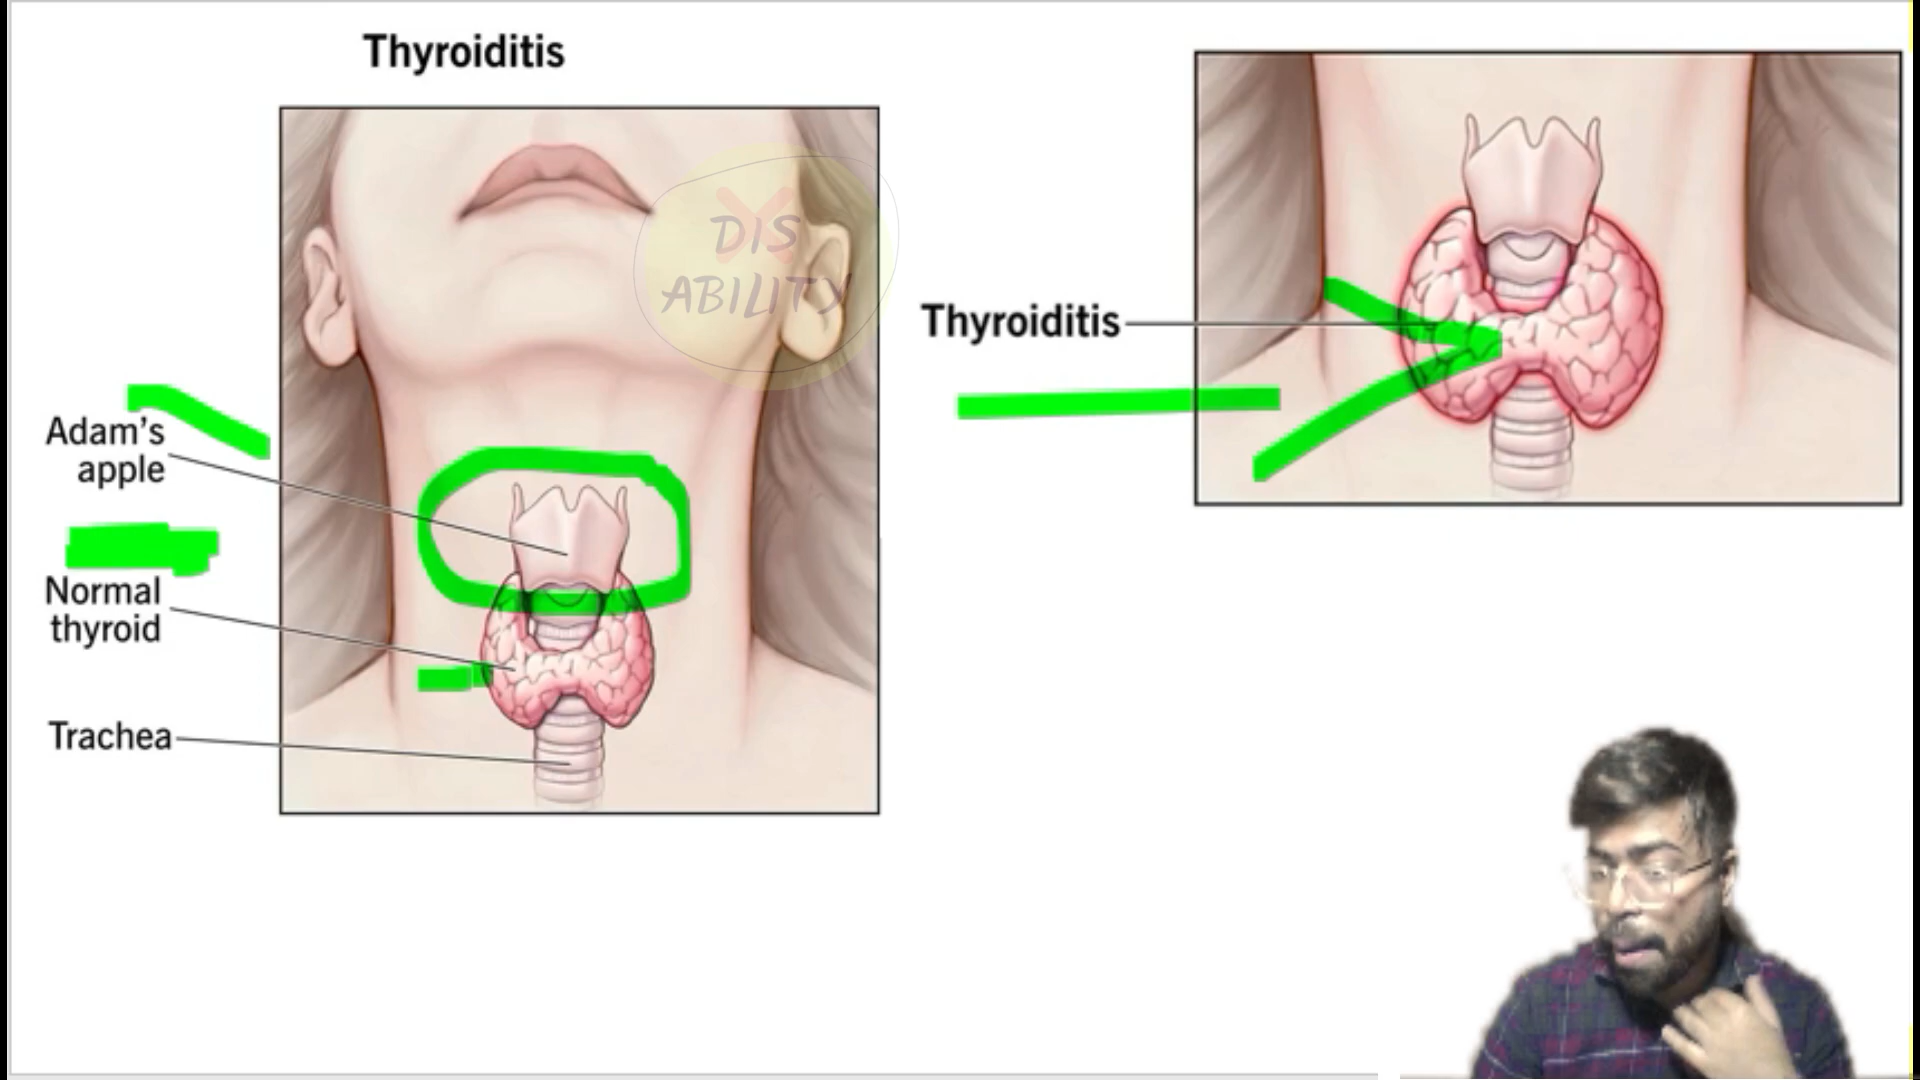 Thyroiditis
DIS
ABILITY
Adam's
apple
Normal
thyroid
Trachea
Thyroiditis